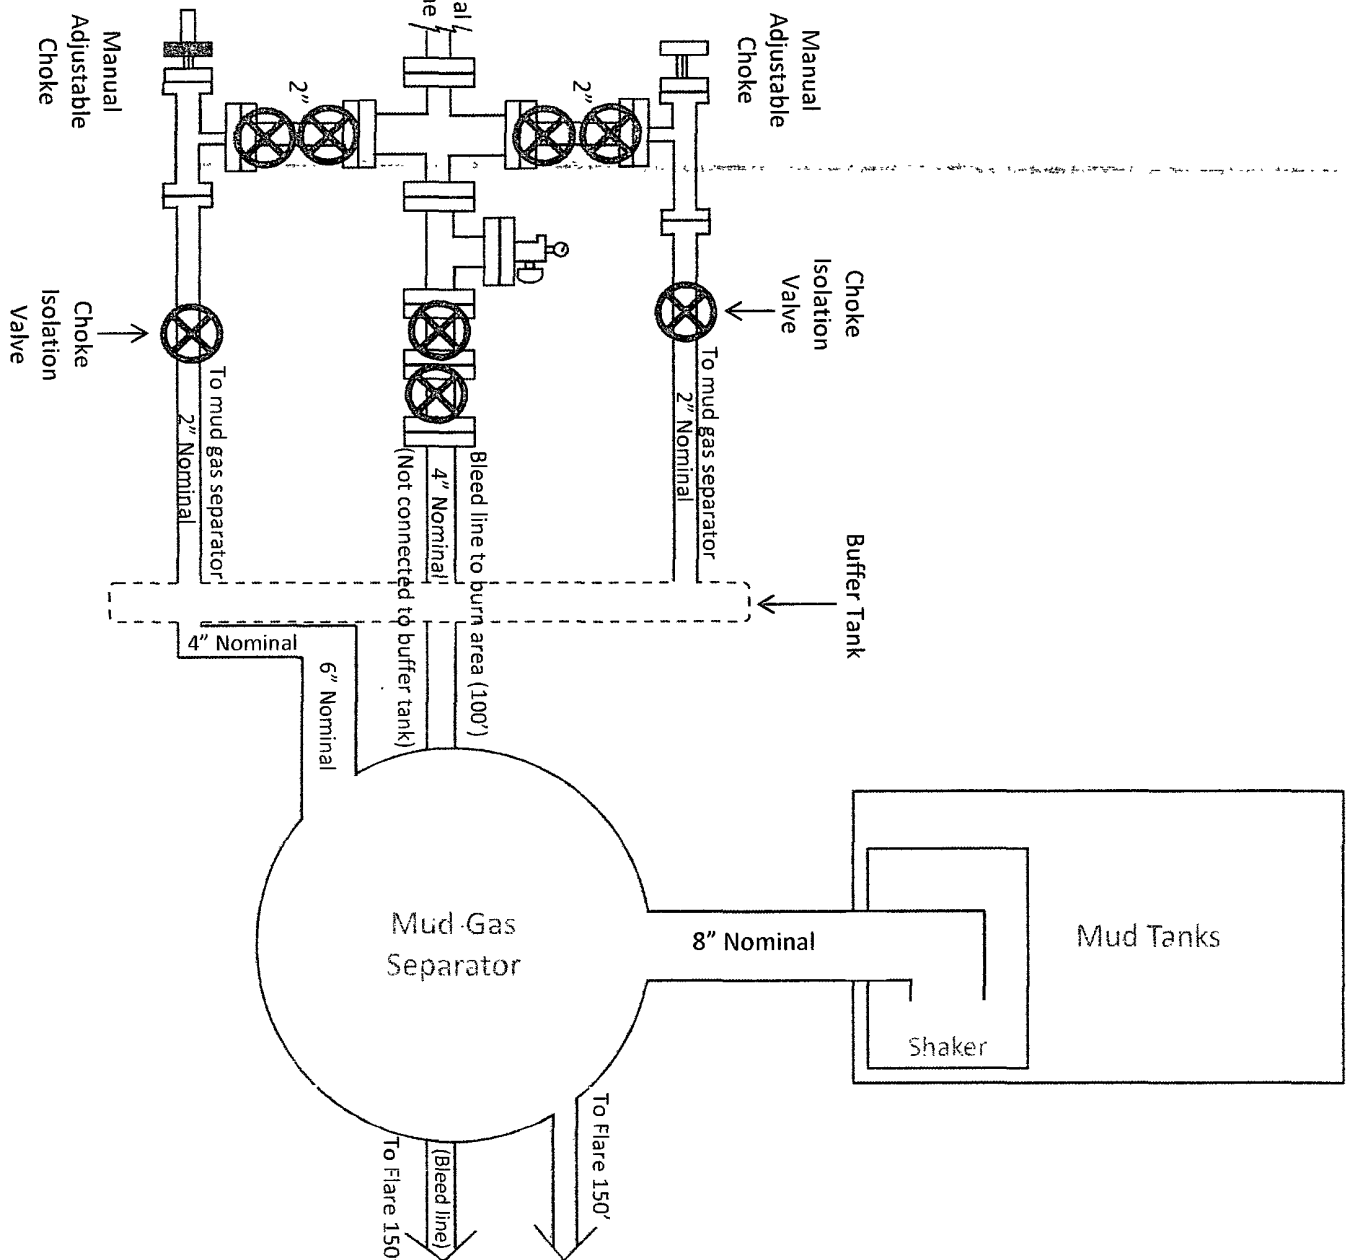 al
ne
Manual
Adjustable
Choke
Manual
Adjustable
Choke
2"
2"
Choke
Isolation
Valve
Choke
Isolation
Valve
To mud gas separator
2" Nominal
Bleed line to burn area (100')
4" Nominal
(Not connected to buffer tank)
To mud gas separator
2" Nominal
Buffer Tank
4" Nominal
6" Nominal
Mud Gas
Separator
8" Nominal
Mud Tanks
Shaker
To Flare 150'
(Bleed line)
To Flare 150